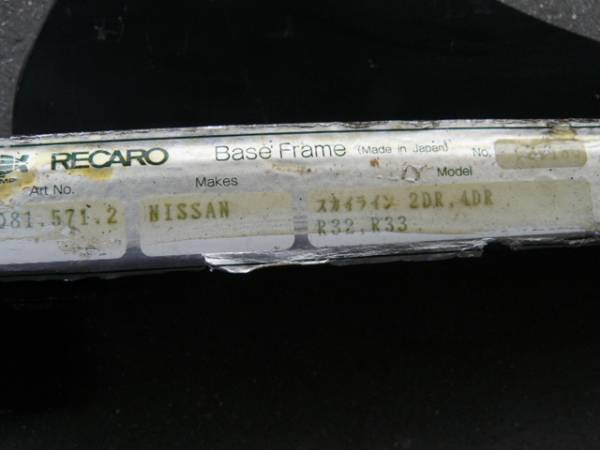 RECARO Base Frame (Made in Japan) No.
Art No. Makes Model
081.571.2 NISSAN スカイライン 2DR,4DR
R32,R33